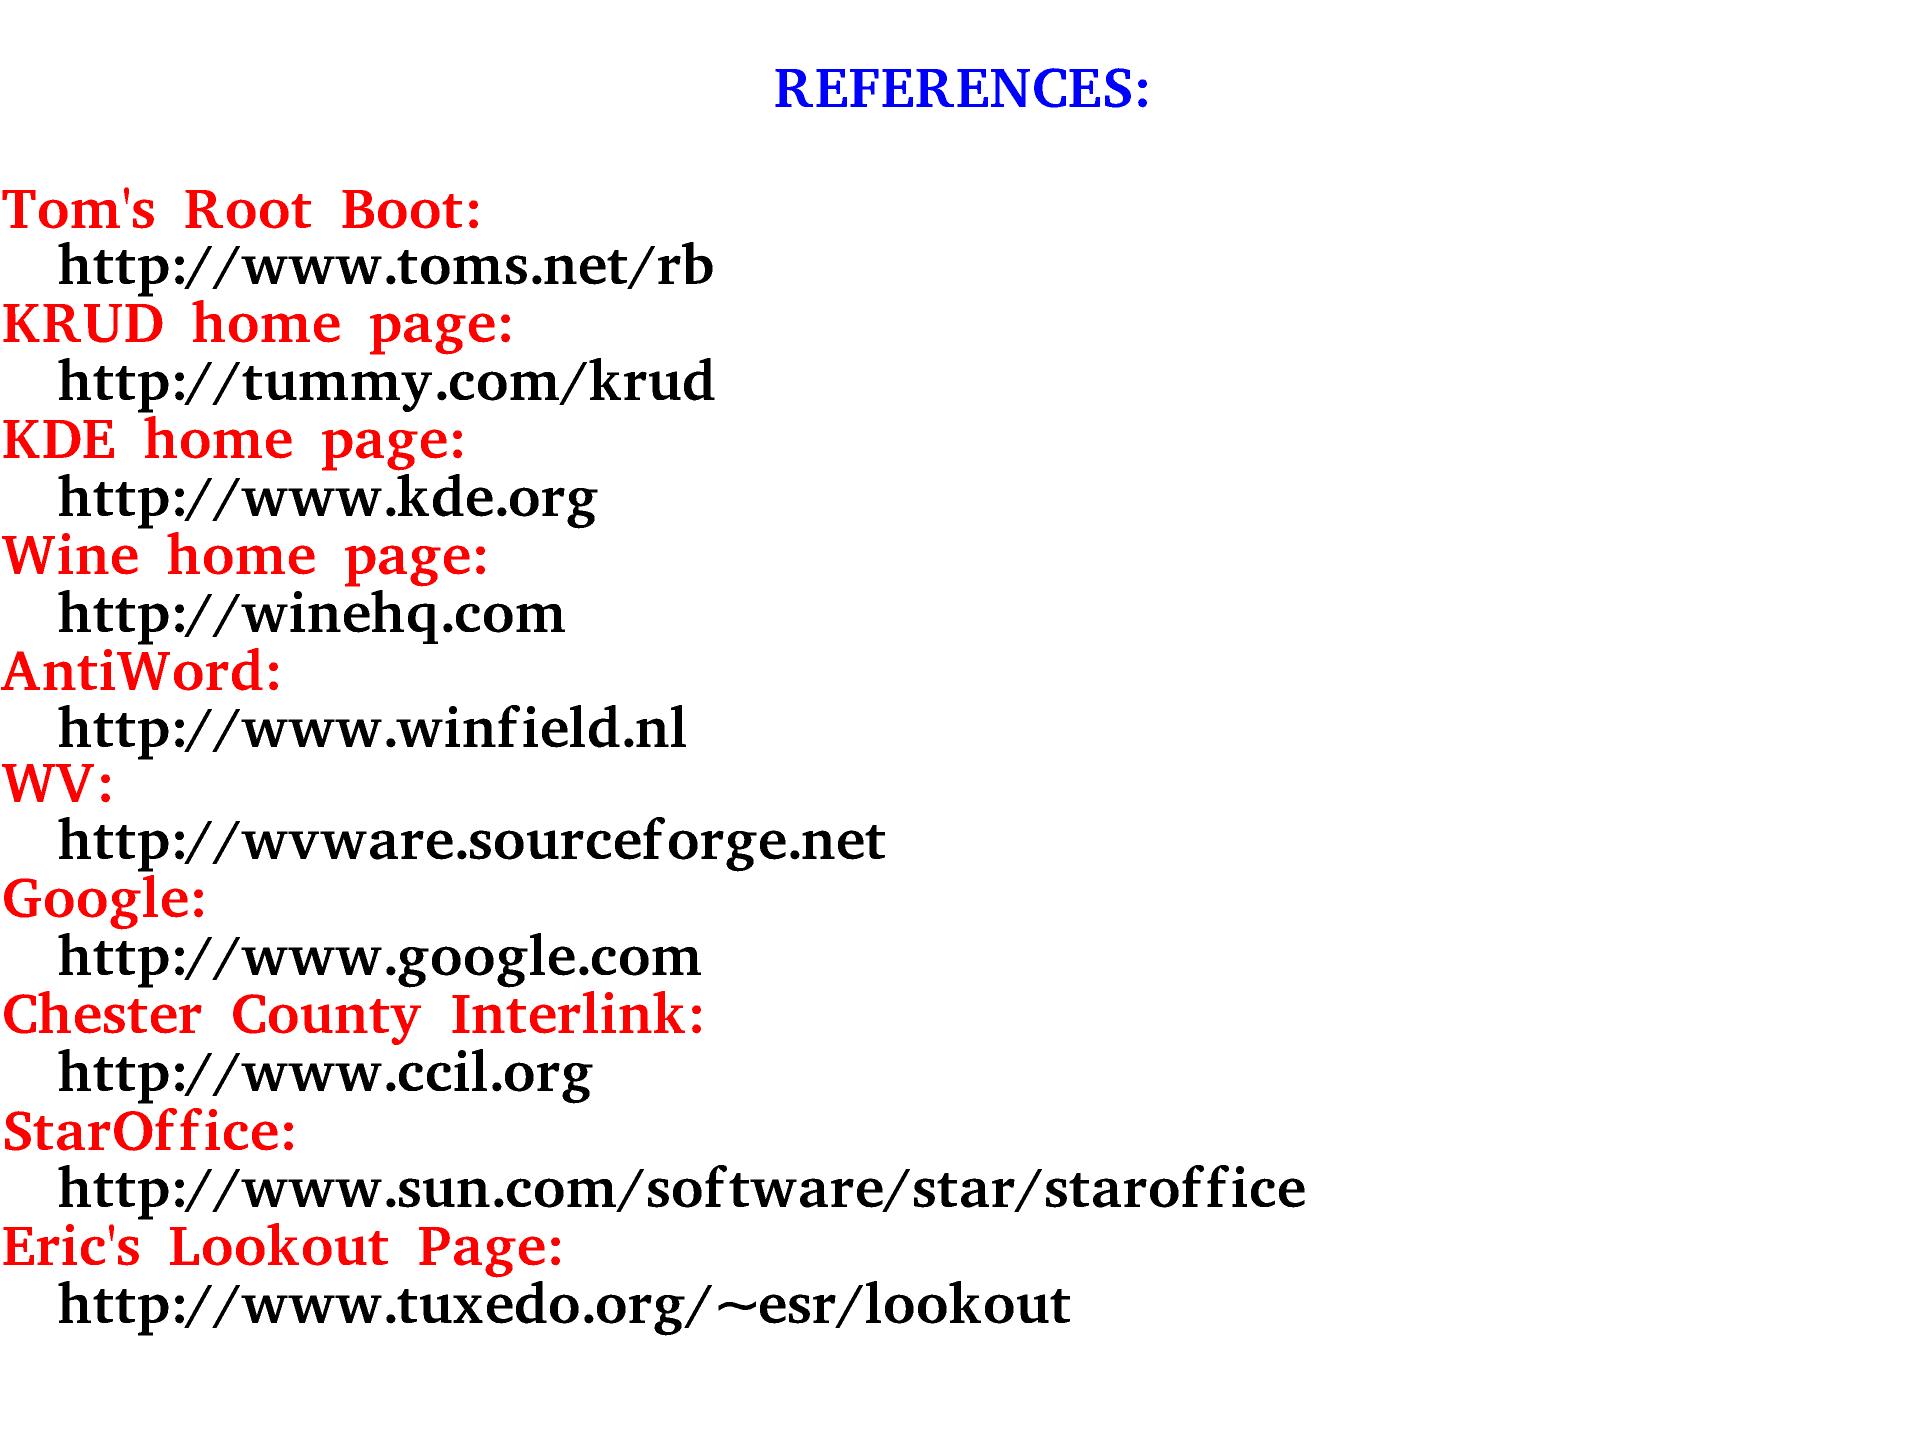 REFERENCES:
Tom's Root Boot:
http://www.toms.net/rb
KRUD home page:
http://tummy.com/krud
KDE home page:
http://www.kde.org
Wine home page:
http://winehq.com
AntiWord:
http://www.winfield.nl
WV:
http://wvware.sourceforge.net
Google:
http://www.google.com
Chester County Interlink:
http://www.ccil.org
StarOffice:
http://www.sun.com/software/star/staroffice
Eric's Lookout Page:
http://www.tuxedo.org/~esr/lookout